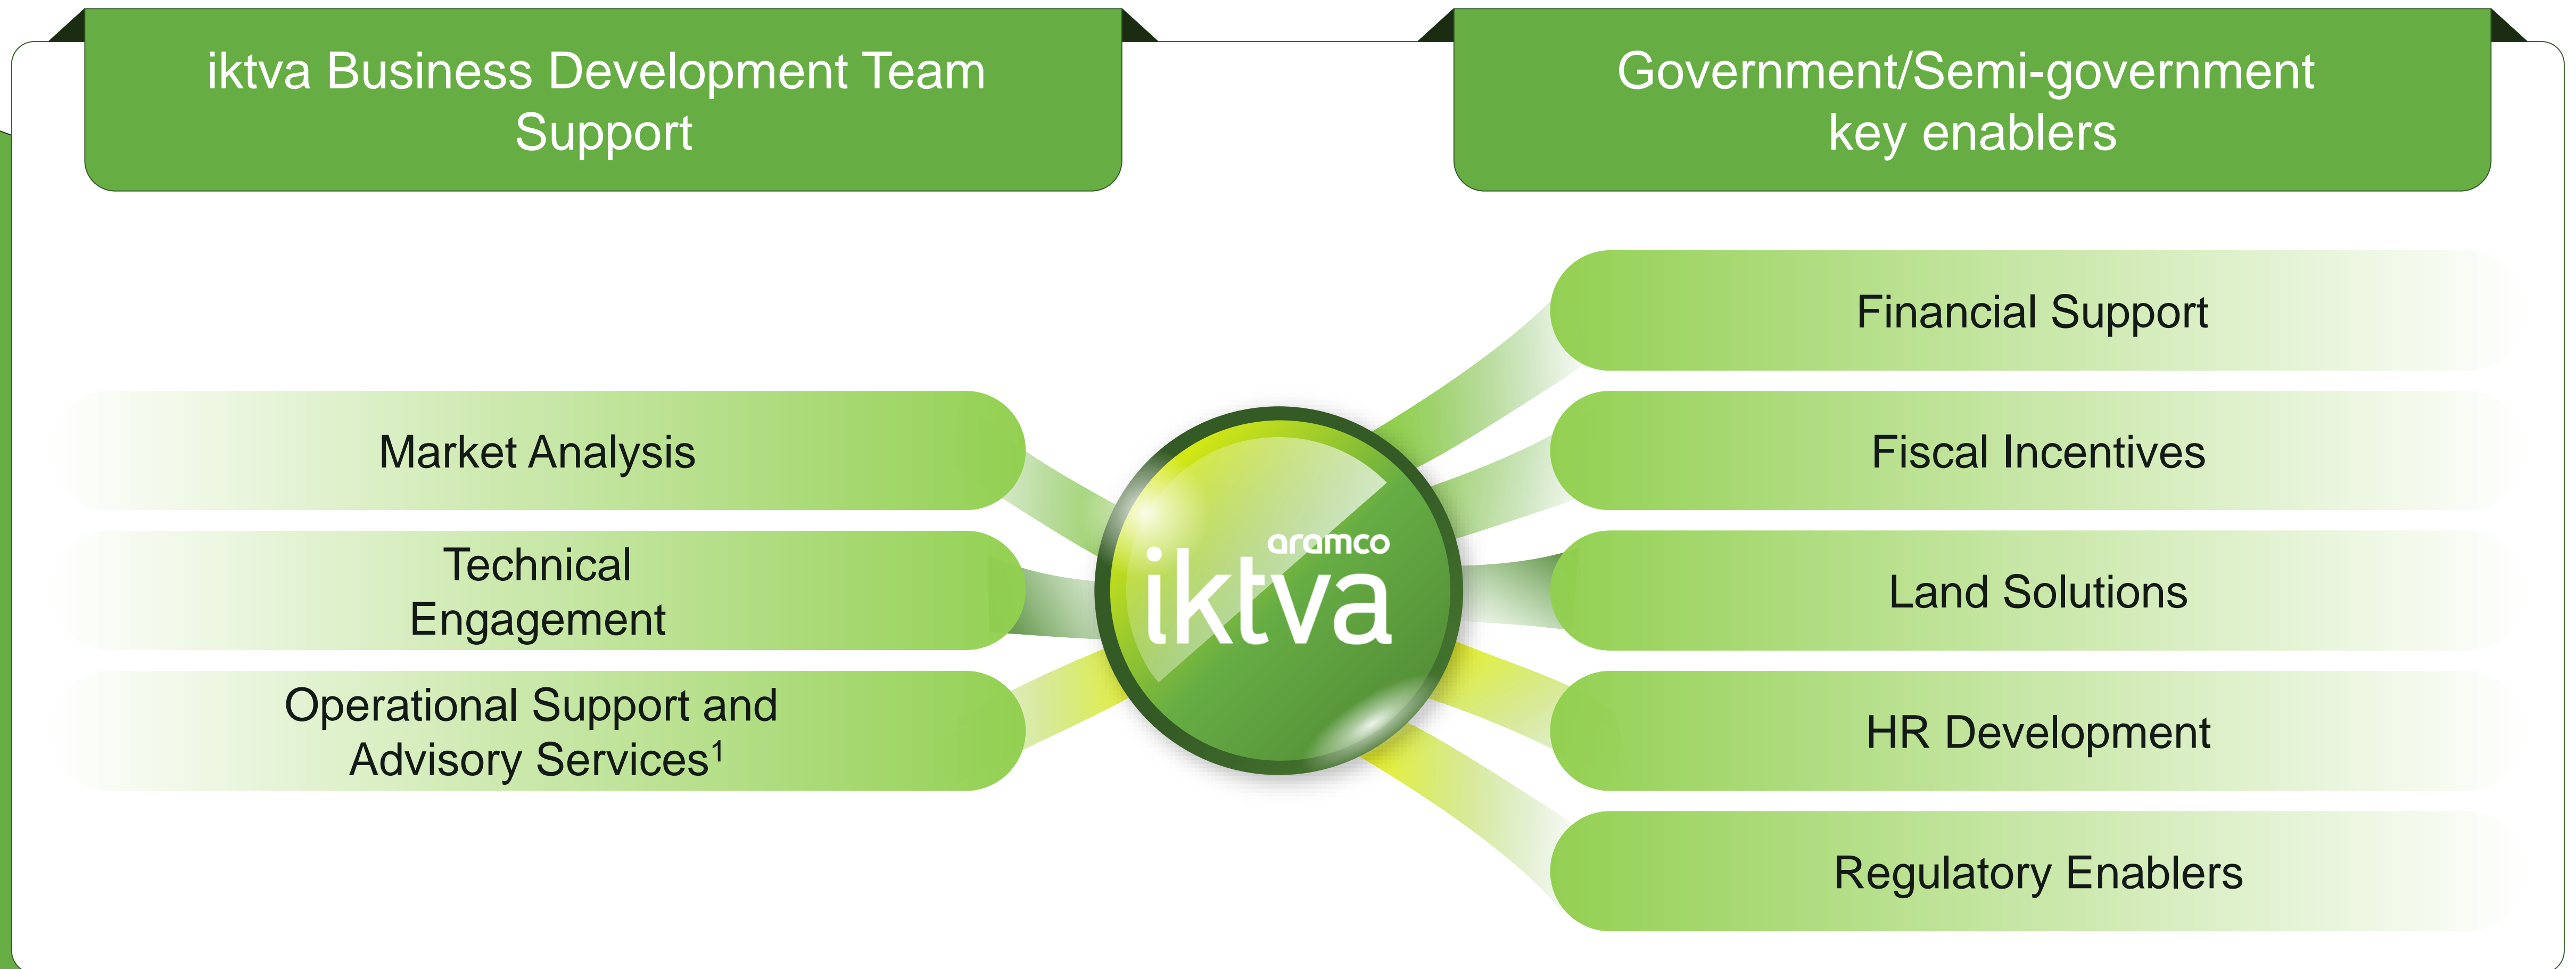 iktva Business Development Team
Support
Market Analysis
Technical
Engagement
Operational Support and
Advisory Services¹
aramco
iktva
Government/Semi-government
key enablers
Financial Support
Fiscal Incentives
Land Solutions
HR Development
Regulatory Enablers